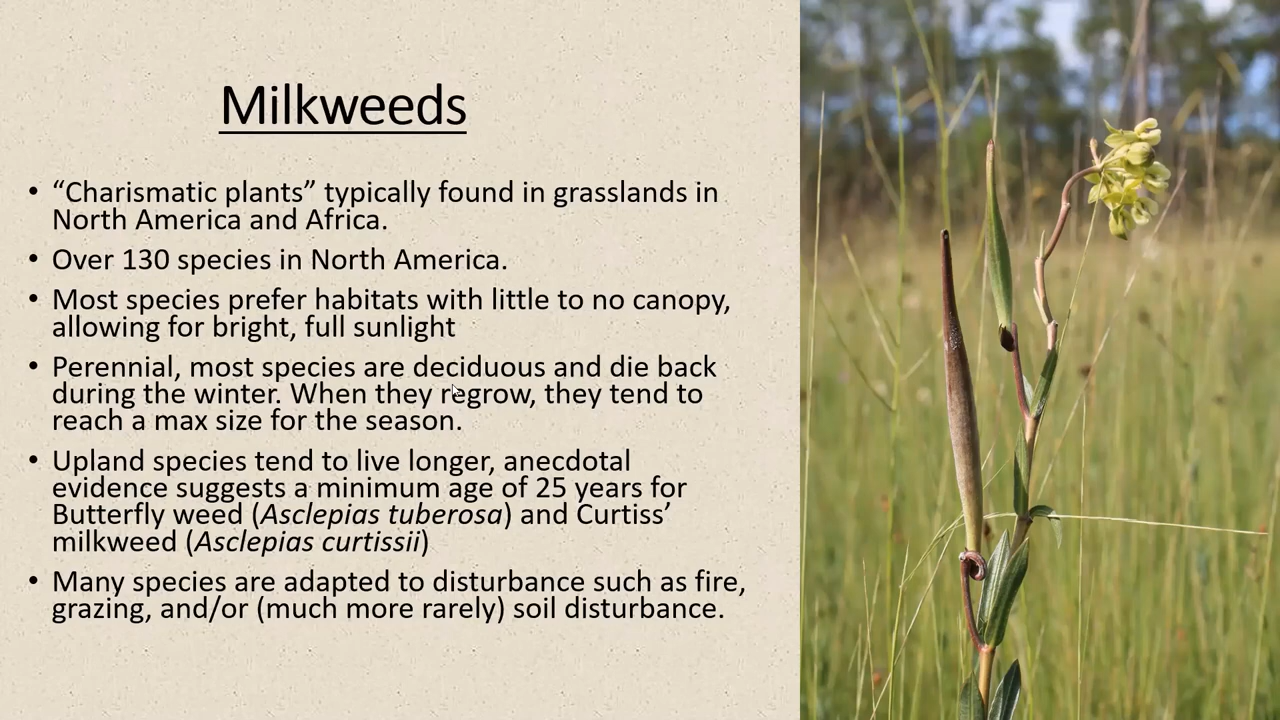 Milkweeds
• “Charismatic plants” typically found in grasslands in
North America and Africa.
• Over 130 species in North America.
• Most species prefer habitats with little to no canopy,
allowing for bright, full sunlight
• Perennial, most species are deciduous and die back
during the winter. When they regrow, they tend to
reach a max size for the season.
• Upland species tend to live longer, anecdotal
evidence suggests a minimum age of 25 years for
Butterfly weed (Asclepias tuberosa) and Curtiss’
milkweed (Asclepias curtissii)
• Many species are adapted to disturbance such as fire,
grazing, and/or (much more rarely) soil disturbance.